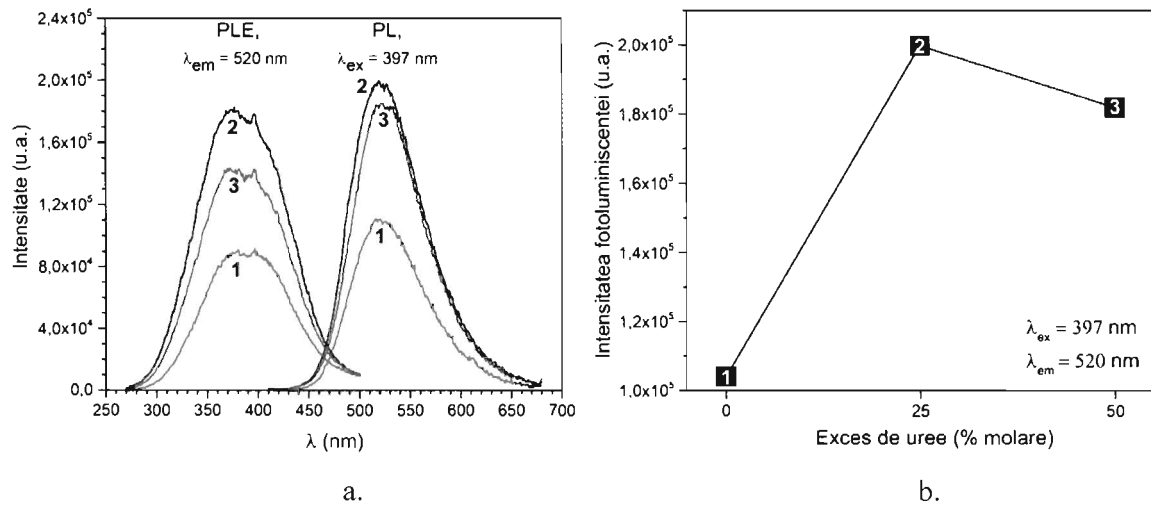 2,4x10⁵
2,0x10⁵
1,6x10⁵
1,2x10⁵
8,0x10⁴
4,0x10⁴
0,0
Intensitate (u.a.)
PLE,
λem = 520 nm
PL,
λex = 397 nm
2
3
1
2
3
1
250 300 350 400 450 500 550 600 650 700
λ (nm)
a.
2,0x10⁵
1,8x10⁵
1,6x10⁵
1,4x10⁵
1,2x10⁵
1,0x10⁵
Intensitatea fotoluminiscentei (u.a.)
1
2
3
λex = 397 nm
λem = 520 nm
0 25 50
Exces de uree (% molare)
b.